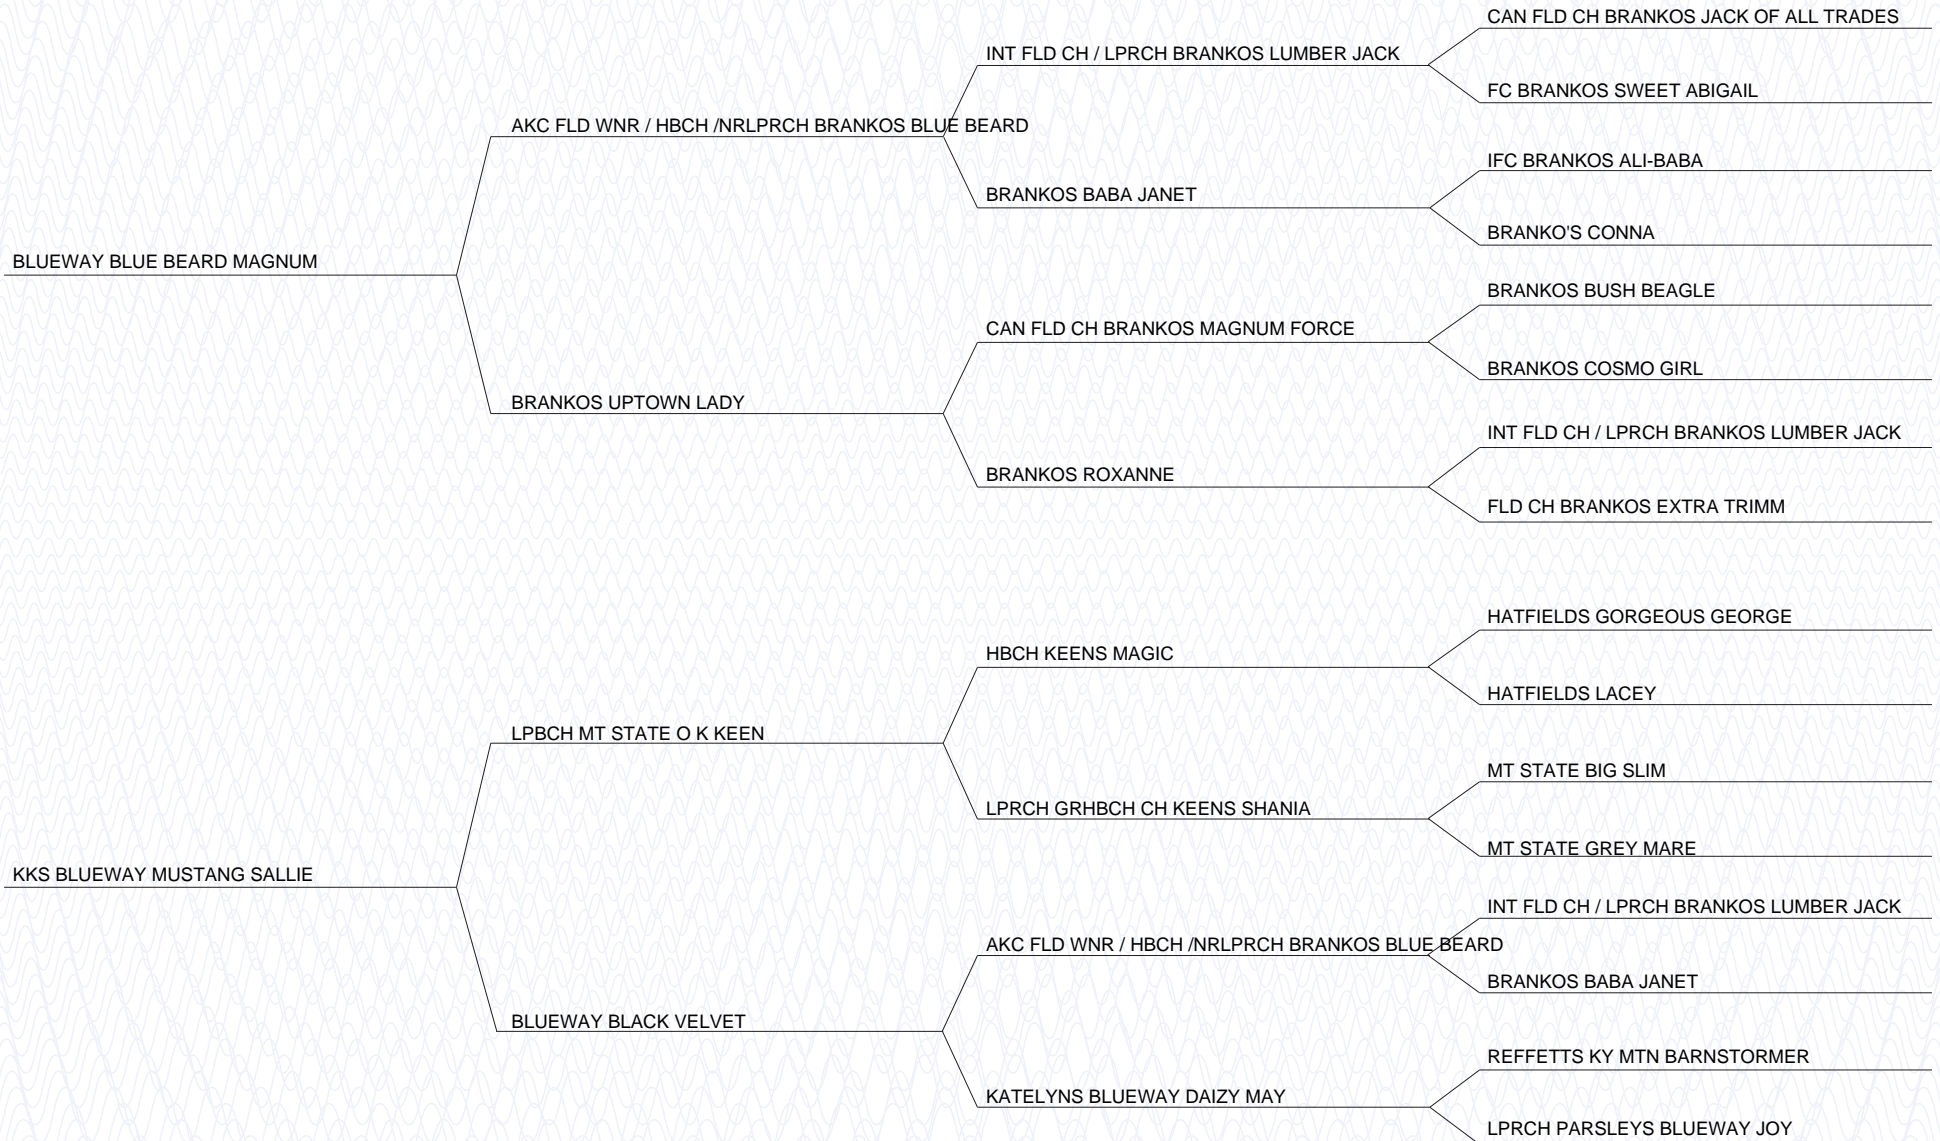 CAN FLD CH BRANKOS JACK OF ALL TRADES
INT FLD CH / LPRCH BRANKOS LUMBER JACK
FC BRANKOS SWEET ABIGAIL
AKC FLD WNR / HBCH /NRLPRCH BRANKOS BLUE BEARD
IFC BRANKOS ALI-BABA
BRANKOS BABA JANET
BRANKO'S CONNA
BLUEWAY BLUE BEARD MAGNUM
BRANKOS BUSH BEAGLE
CAN FLD CH BRANKOS MAGNUM FORCE
BRANKOS COSMO GIRL
BRANKOS UPTOWN LADY
INT FLD CH / LPRCH BRANKOS LUMBER JACK
BRANKOS ROXANNE
FLD CH BRANKOS EXTRA TRIMM
HATFIELDS GORGEOUS GEORGE
HBCH KEENS MAGIC
HATFIELDS LACEY
LPBCH MT STATE O K KEEN
MT STATE BIG SLIM
LPRCH GRHBCH CH KEENS SHANIA
MT STATE GREY MARE
KKS BLUEWAY MUSTANG SALLIE
INT FLD CH / LPRCH BRANKOS LUMBER JACK
AKC FLD WNR / HBCH /NRLPRCH BRANKOS BLUE BEARD
BRANKOS BABA JANET
BLUEWAY BLACK VELVET
REFFETTS KY MTN BARNSTORMER
KATELYNS BLUEWAY DAIZY MAY
LPRCH PARSLEYS BLUEWAY JOY